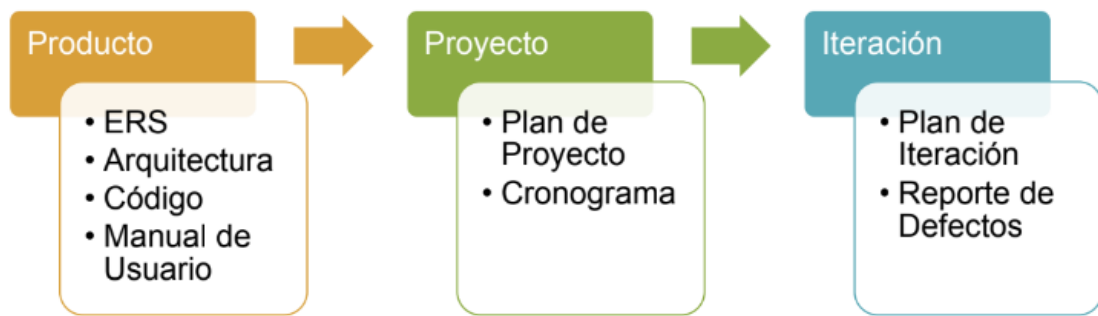 Producto
• ERS
• Arquitectura
• Código
• Manual de
Usuario
Proyecto
• Plan de
Proyecto
• Cronograma
Iteración
• Plan de
Iteración
• Reporte de
Defectos